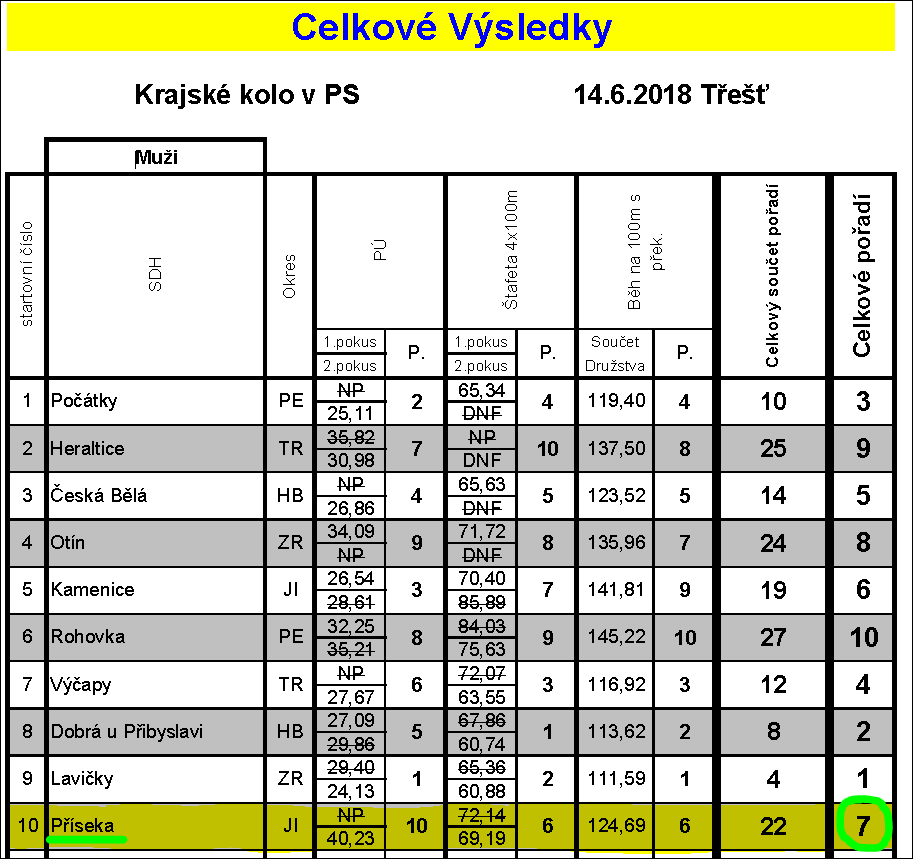 Celkové Výsledky
Krajské kolo v PS 14.6.2018 Třešť
Muži
startovní číslo SDH Okres PÚ Štafeta 4x100m Běh na 100m s přek. Celkový součet pořadí Celkové pořadí
1.pokus 2.pokus P. 1.pokus 2.pokus P. Součet Družstva P.
1 Počátky PE NP 25,11 2 65,34 DNF 4 119,40 4 10 3
2 Heraltice TR 35,82 30,98 7 NP DNF 10 137,50 8 25 9
3 Česká Bělá HB NP 26,86 4 65,63 DNF 5 123,52 5 14 5
4 Otín ZR 34,09 NP 9 71,72 DNF 8 135,96 7 24 8
5 Kamenice JI 26,54 28,61 3 70,40 85,89 7 141,81 9 19 6
6 Rohovka PE 32,25 35,21 8 84,03 75,63 9 145,22 10 27 10
7 Výčapy TR NP 27,67 6 72,07 63,55 3 116,92 3 12 4
8 Dobrá u Přibyslavi HB 27,09 29,86 5 67,86 60,74 1 113,62 2 8 2
9 Lavičky ZR 29,40 24,13 1 65,36 60,88 2 111,59 1 4 1
10 Příseka JI NP 40,23 10 72,14 69,19 6 124,69 6 22 7